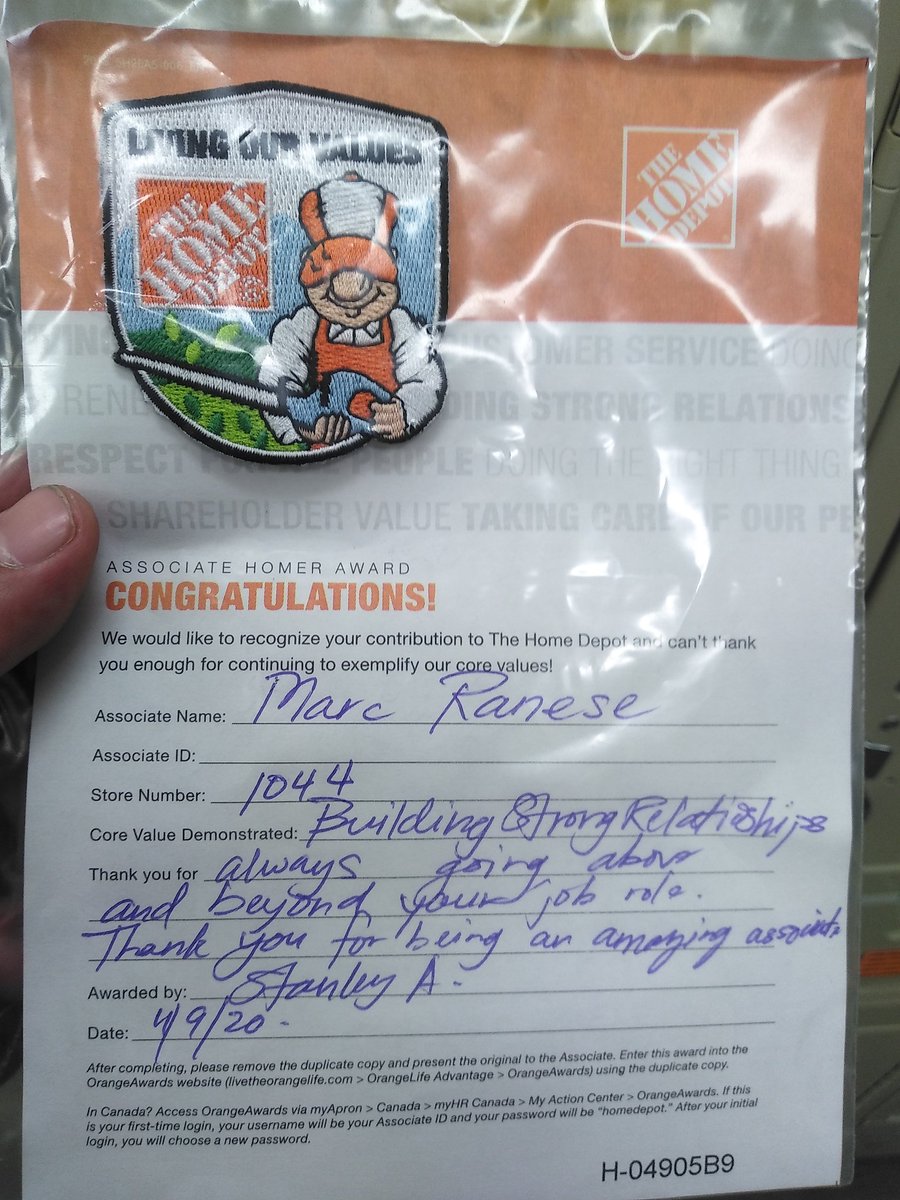 LIVING OUR VALUES
THE
HOME
DEPOT
THE
HOME
DEPOT
CUSTOMER SERVICE DOING
DING STRONG RELATIONS
RESPECT PEOPLE DOING THE RIGHT THING
SHAREHOLDER VALUE TAKING CARE OF OUR PE
ASSOCIATE HOMER AWARD
CONGRATULATIONS!
We would like to recognize your contribution to The Home Depot and can't thank
you enough for continuing to exemplify our core values!
Associate Name: Marc Ranese
Associate ID:
Store Number: 1044
Core Value Demonstrated: Building Strong Relationships
Thank you for always going above
and beyond your job role.
Thank you for being an amazing associate
Awarded by: Stanley A.
Date: 4/9/20
After completing, please remove the duplicate copy and present the original to the Associate. Enter this award into the
OrangeAwards website (livetheorangelife.com > OrangeLife Advantage > OrangeAwards) using the duplicate copy.
In Canada? Access OrangeAwards via myApron > Canada > myHR Canada > My Action Center > OrangeAwards. If this
is your first-time login, your username will be your Associate ID and your password will be "homedepot." After your initial
login, you will choose a new password.
H-04905B9